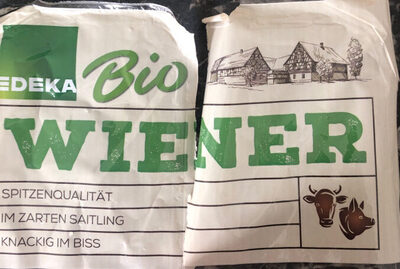 EDEKA Bio
WIENER
SPITZENQUALITÄT
IM ZARTEN SAITLING
KNACKIG IM BISS